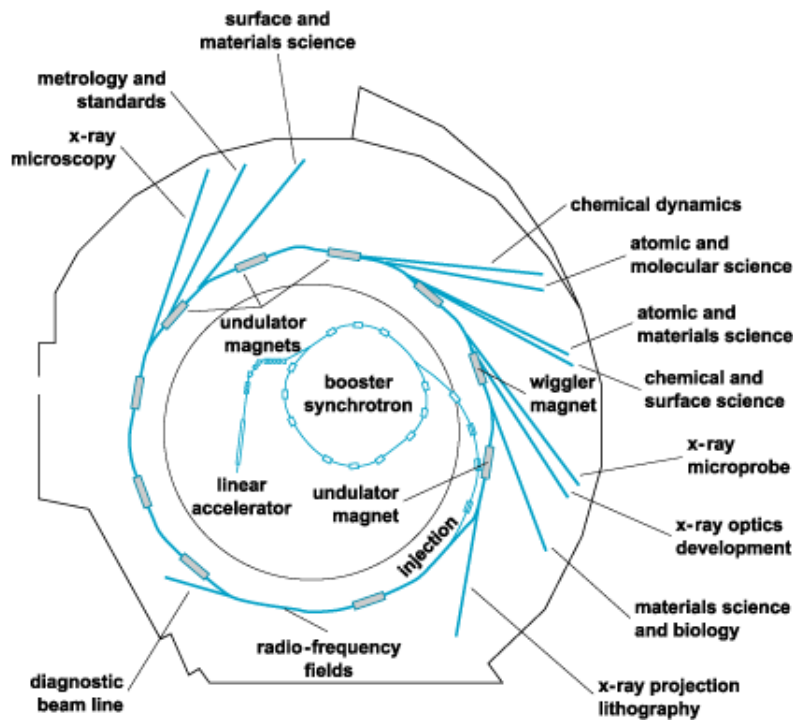 surface and
materials science
metrology and
standards
x-ray
microscopy
chemical dynamics
atomic and
molecular science
atomic and
materials science
undulator
magnets
booster
synchrotron
wiggler
magnet
chemical and
surface science
x-ray
microprobe
linear
accelerator
undulator
magnet
x-ray optics
development
injection
materials science
and biology
radio-frequency
fields
diagnostic
beam line
x-ray projection
lithography